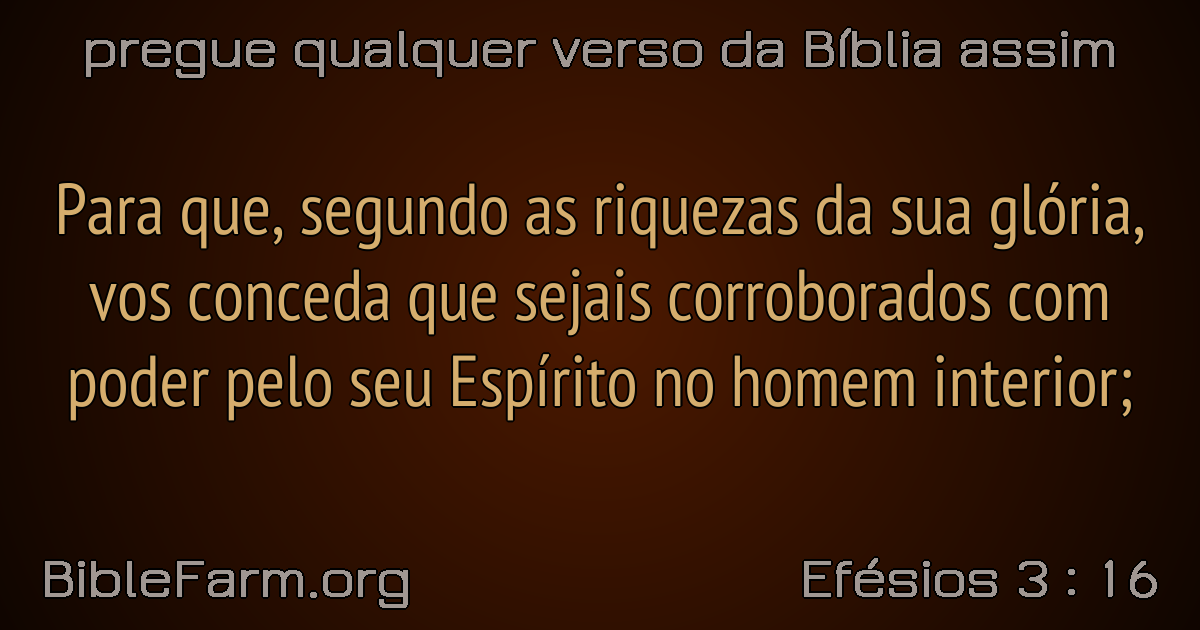 pregue qualquer verso da Bíblia assim
Para que, segundo as riquezas da sua glória,
vos conceda que sejais corroborados com
poder pelo seu Espírito no homem interior;
BibleFarm.org
Efésios 3 : 16